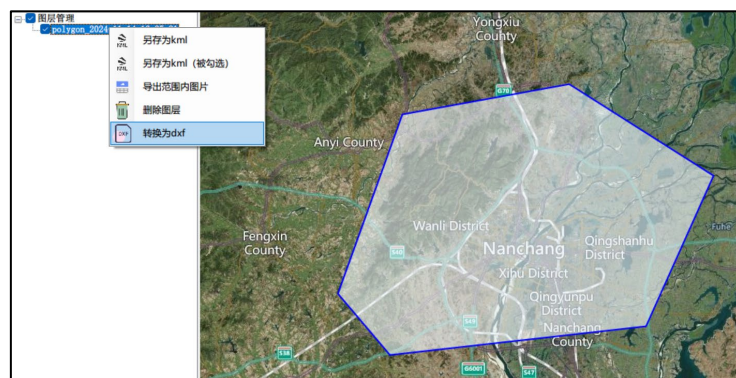 图层管理
另存为kml
另存为kml（被勾选）
导出范围内图片
删除图层
DXF
转换为dxf
Yongxiu
County
G70
Anyi County
Fengxin
County
Wanli District
S40
Nanchang
Qingshanhu
District
Xihu District
Qingyunpu
District
Nanchang
County
S49
S38
G6001
S47